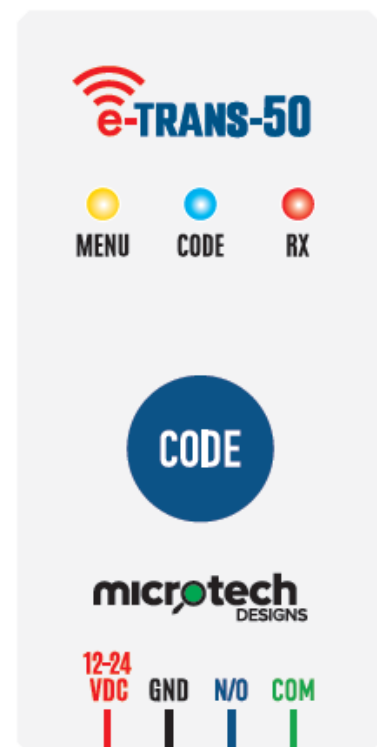 e-TRANS-50
MENU CODE RX
CODE
microtech
DESIGNS
12-24
VDC GND N/O COM